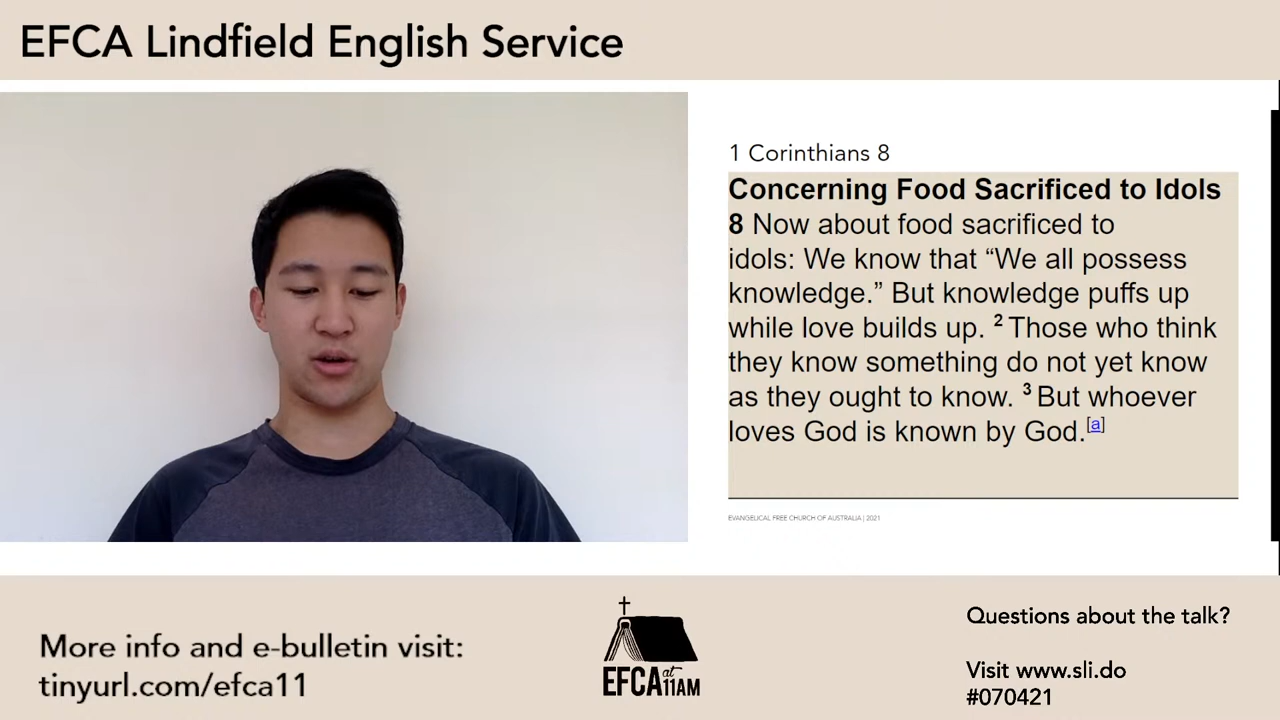 EFCA Lindfield English Service
1 Corinthians 8
Concerning Food Sacrificed to Idols
8 Now about food sacrificed to
idols: We know that “We all possess
knowledge.” But knowledge puffs up
while love builds up. 2 Those who think
they know something do not yet know
as they ought to know. 3 But whoever
loves God is known by God.[a]
EVANGELICAL FREE CHURCH OF AUSTRALIA | 2021
More info and e-bulletin visit:
tinyurl.com/efca11
EFCA at 11AM
Questions about the talk?
Visit www.sli.do
#070421